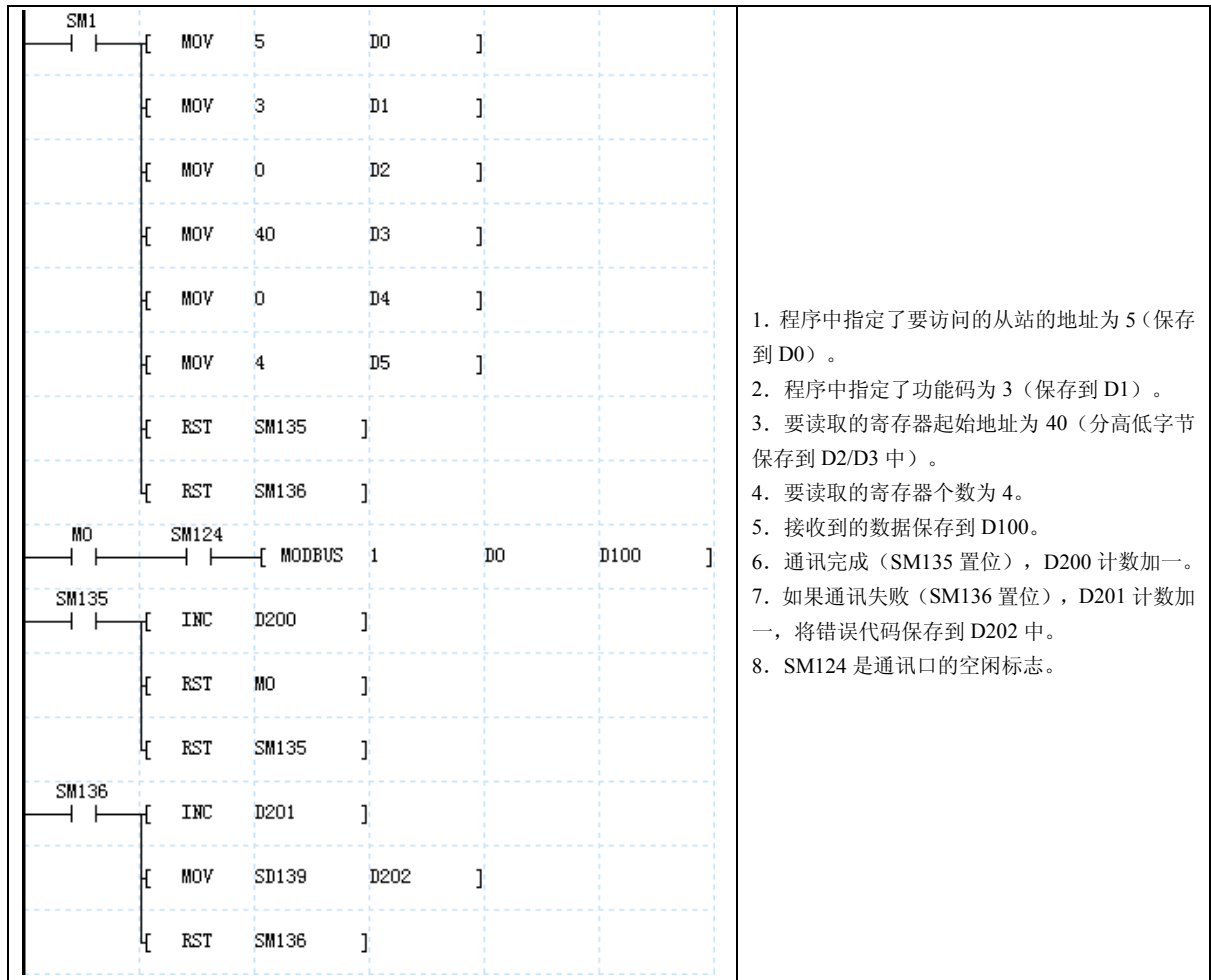 SM1
MOV 5 D0
MOV 3 D1
MOV 0 D2
MOV 40 D3
MOV 0 D4
MOV 4 D5
RST SM135
RST SM136
M0 SM124
MODBUS 1 D0 D100
SM135
INC D200
RST M0
RST SM135
SM136
INC D201
MOV SD139 D202
RST SM136
1．程序中指定了要访问的从站的地址为 5（保存
到 D0）。
2．程序中指定了功能码为 3（保存到 D1）。
3．要读取的寄存器起始地址为 40（分高低字节
保存到 D2/D3 中）。
4．要读取的寄存器个数为 4。
5．接收到的数据保存到 D100。
6．通讯完成（SM135 置位），D200 计数加一。
7．如果通讯失败（SM136 置位），D201 计数加
一，将错误代码保存到 D202 中。
8．SM124 是通讯口的空闲标志。